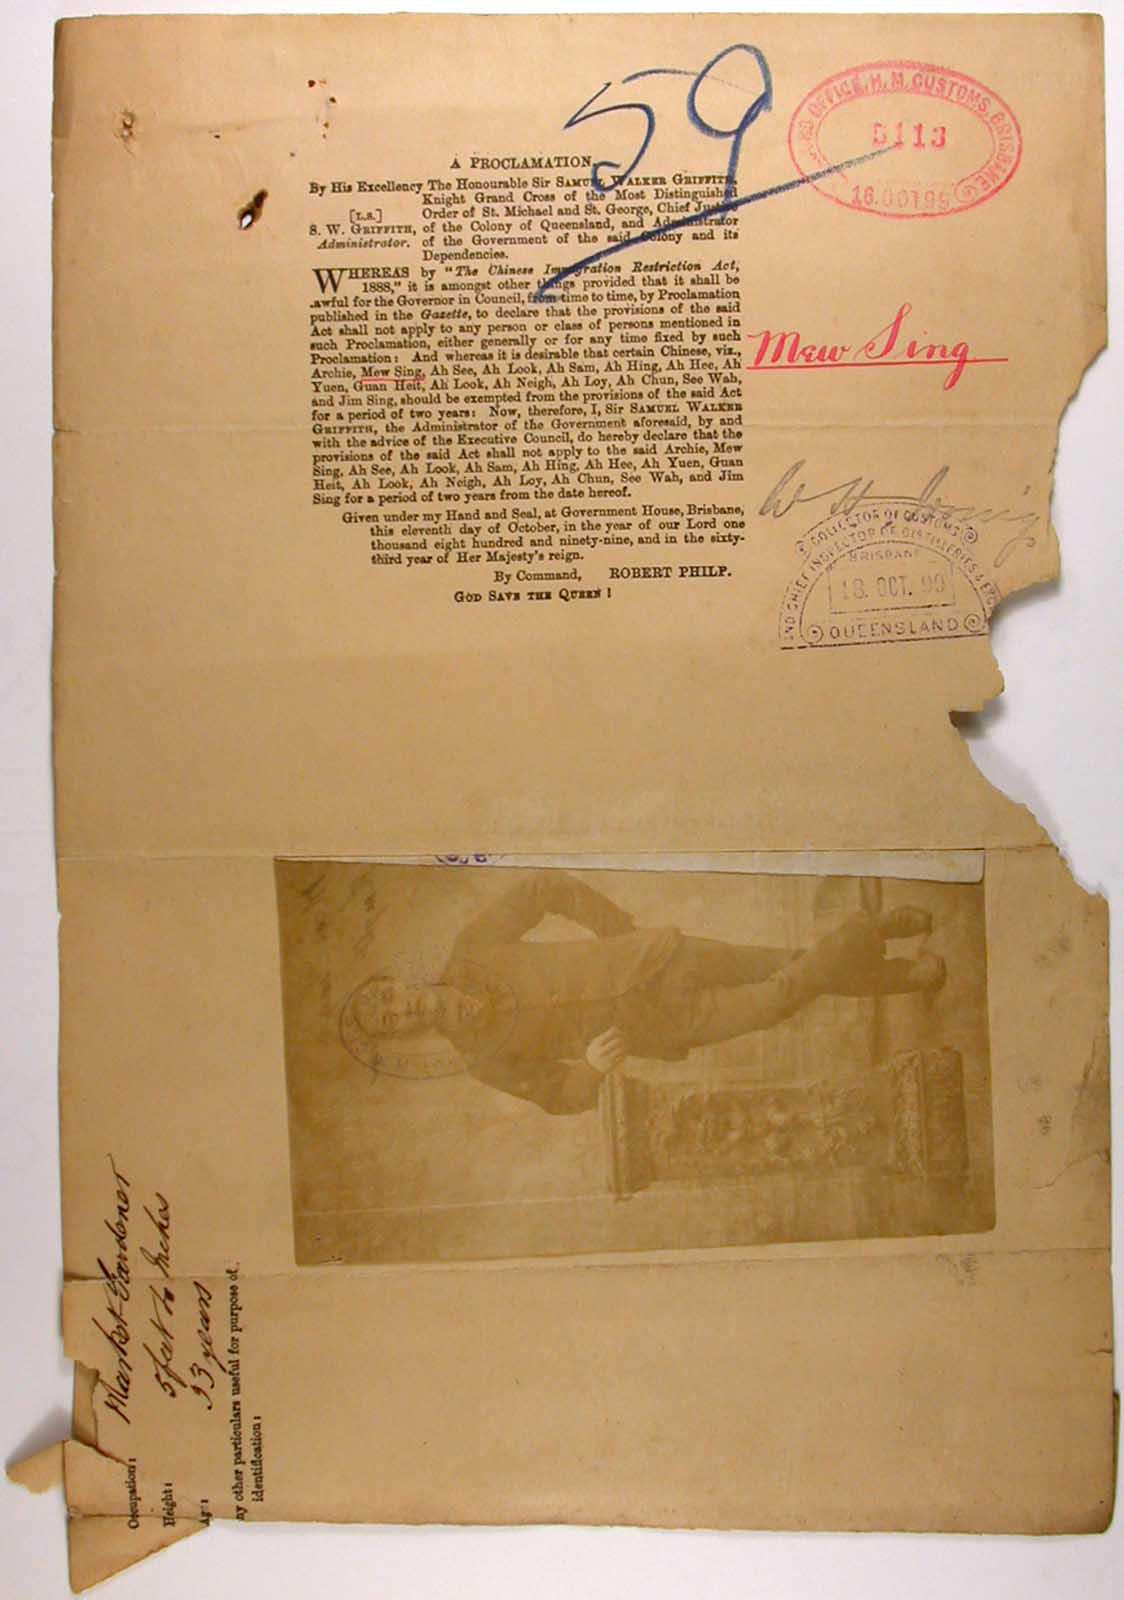 59
HEAD OFFICE, H. M. CUSTOMS, BRISBANE
5113
16.OCT99
A PROCLAMATION.
By His Excellency The Honourable Sir SAMUEL WALKER GRIFFITH,
Knight Grand Cross of the Most Distinguished
[L.S.] Order of St. Michael and St. George, Chief Justice
S. W. GRIFFITH, of the Colony of Queensland, and Administrator
Administrator. of the Government of the said Colony and its
Dependencies.
WHEREAS by "The Chinese Immigration Restriction Act,
1888," it is amongst other things provided that it shall be
.awful for the Governor in Council, from time to time, by Proclamation
published in the Gazette, to declare that the provisions of the said
Act shall not apply to any person or class of persons mentioned in
such Proclamation, either generally or for any time fixed by such
Proclamation: And whereas it is desirable that certain Chinese, viz.,
Archie, Mew Sing, Ah See, Ah Look, Ah Sam, Ah Hing, Ah Hee, Ah
Yuen, Guan Heit, Ah Look, Ah Neigh, Ah Loy, Ah Chun, See Wah,
and Jim Sing, should be exempted from the provisions of the said Act
for a period of two years: Now, therefore, I, Sir SAMUEL WALKER
GRIFFITH, the Administrator of the Government aforesaid, by and
with the advice of the Executive Council, do hereby declare that the
provisions of the said Act shall not apply to the said Archie, Mew
Sing, Ah See, Ah Look, Ah Sam, Ah Hing, Ah Hee, Ah Yuen, Guan
Heit, Ah Look, Ah Neigh, Ah Loy, Ah Chun, See Wah, and Jim
Sing for a period of two years from the date hereof.
Given under my Hand and Seal, at Government House, Brisbane,
this eleventh day of October, in the year of our Lord one
thousand eight hundred and ninety-nine, and in the sixty-
third year of Her Majesty's reign.
By Command, ROBERT PHILP.
GOD SAVE THE QUEEN!
Mew Sing
W H
COLLECTOR OF CUSTOMS
AND CHIEF INSPECTOR OF DISTILLERIES & EXC
BRISBANE
18. OCT. 99
QUEENSLAND
Occupation: Market Gardener
Height: 5 feet Inches
Ag: 33 years
ny other particulars useful for purpose of
identification: